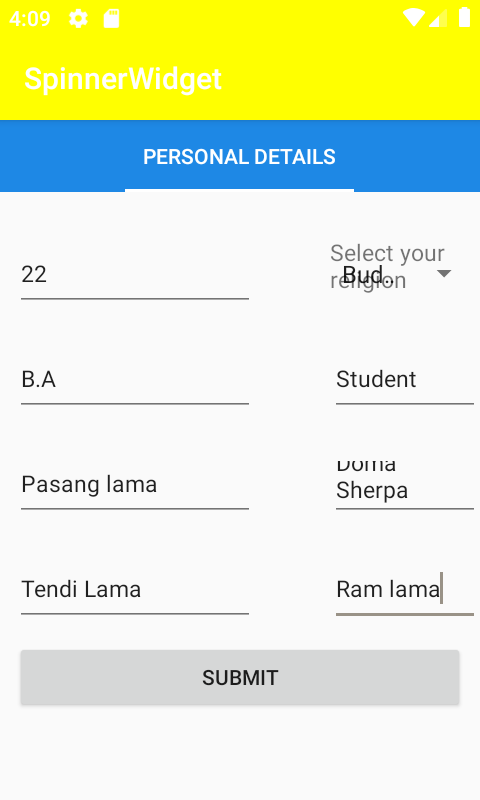 4:09
SpinnerWidget
PERSONAL DETAILS
22
Select your
religion
Bud..
B.A
Student
Pasang lama
Doma
Sherpa
Tendi Lama
Ram lama
SUBMIT